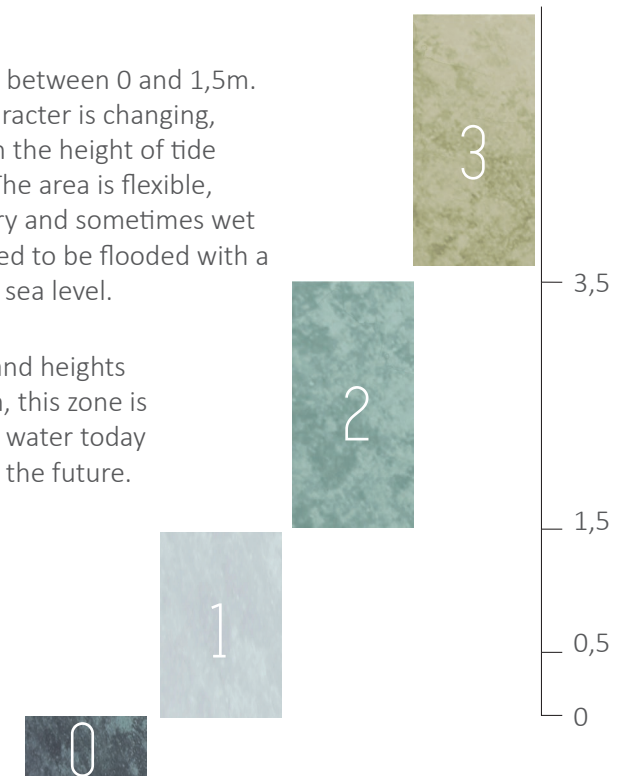 between 0 and 1,5m.
racter is changing,
the height of tide
The area is flexible,
and sometimes wet
ed to be flooded with a
sea level.
and heights
this zone is
water today
the future.
3
3,5
2
1,5
1
0,5
0
0